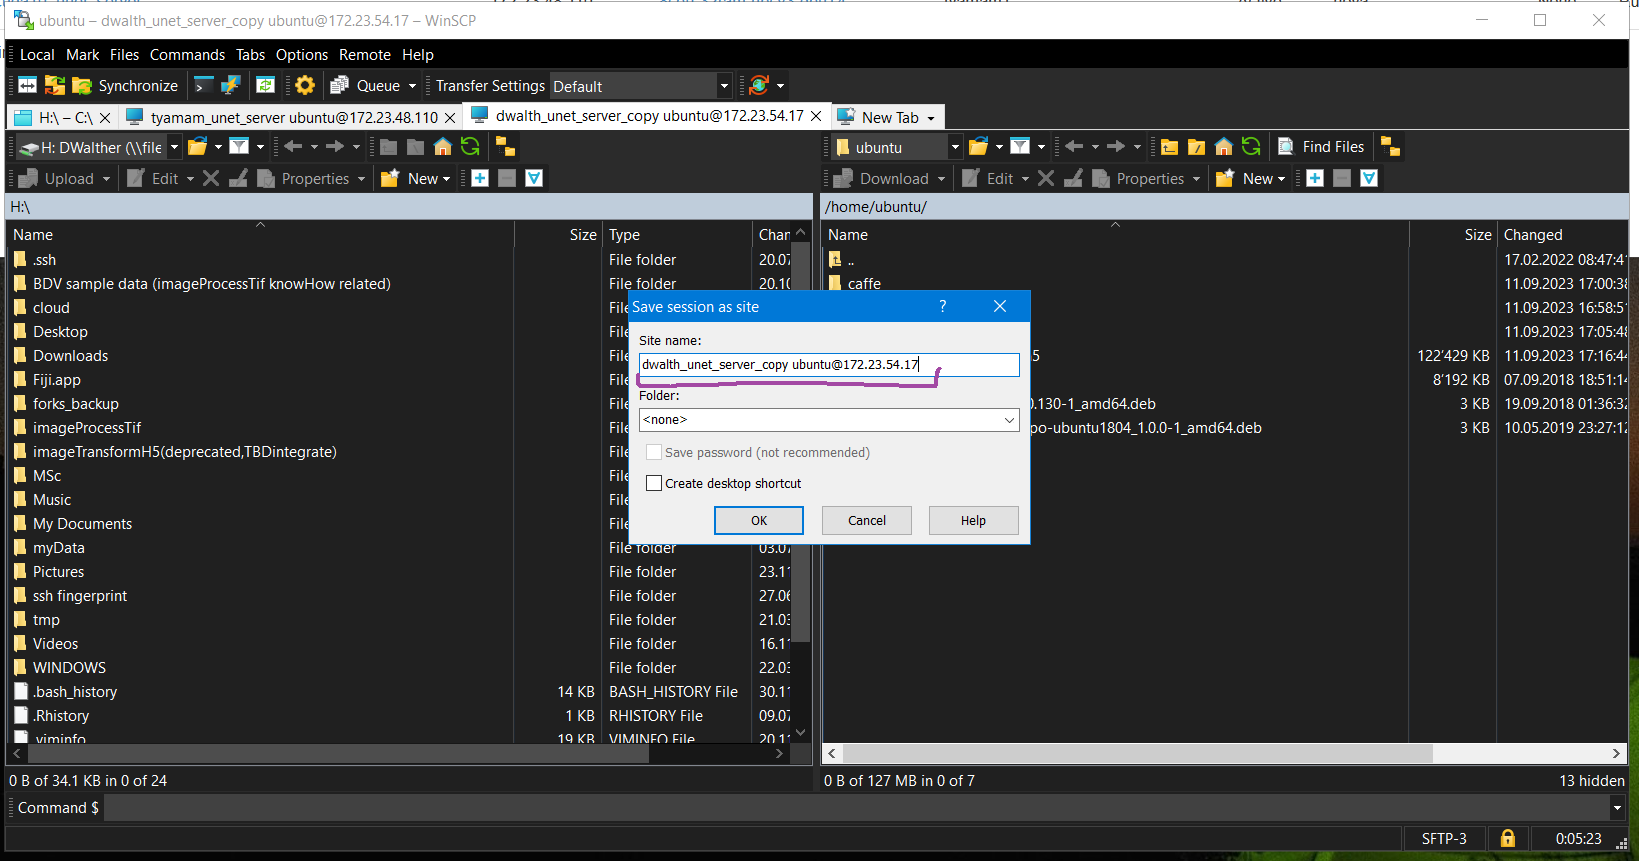 ubuntu – dwalth_unet_server_copy ubuntu@172.23.54.17 – WinSCP
Local Mark Files Commands Tabs Options Remote Help
Synchronize Queue Transfer Settings Default
H:\ – C:\ tyamam_unet_server ubuntu@172.23.48.110 dwalth_unet_server_copy ubuntu@172.23.54.17 New Tab
H: DWalther (\\file
Upload Edit Properties New
H:\
Name Size Type Chan
.ssh File folder 20.07
BDV sample data (imageProcessTif knowHow related) File folder 20.10
cloud File
Desktop File
Downloads File
Fiji.app File
forks_backup File
imageProcessTif File
imageTransformH5(deprecated,TBDintegrate) File
MSc File
Music File
My Documents File
myData File folder 03.07
Pictures File folder 23.11
ssh fingerprint File folder 27.06
tmp File folder 21.03
Videos File folder 16.11
WINDOWS File folder 22.03
.bash_history 14 KB BASH_HISTORY File 30.11
.Rhistory 1 KB RHISTORY File 09.07
.viminfo 19 KB VIMINFO File 20.11
0 B of 34.1 KB in 0 of 24
ubuntu Find Files
Download Edit Properties New
/home/ubuntu/
Name Size Changed
.. 17.02.2022 08:47:41
caffe 11.09.2023 17:00:38
11.09.2023 16:58:51
11.09.2023 17:05:48
5 122'429 KB 11.09.2023 17:16:44
8'192 KB 07.09.2018 18:51:14
0.130-1_amd64.deb 3 KB 19.09.2018 01:36:32
po-ubuntu1804_1.0.0-1_amd64.deb 3 KB 10.05.2019 23:27:12
0 B of 127 MB in 0 of 7 13 hidden
Save session as site ?
Site name:
dwalth_unet_server_copy ubuntu@172.23.54.17
Folder:
<none>
Save password (not recommended)
Create desktop shortcut
OK Cancel Help
Command $
SFTP-3 0:05:23